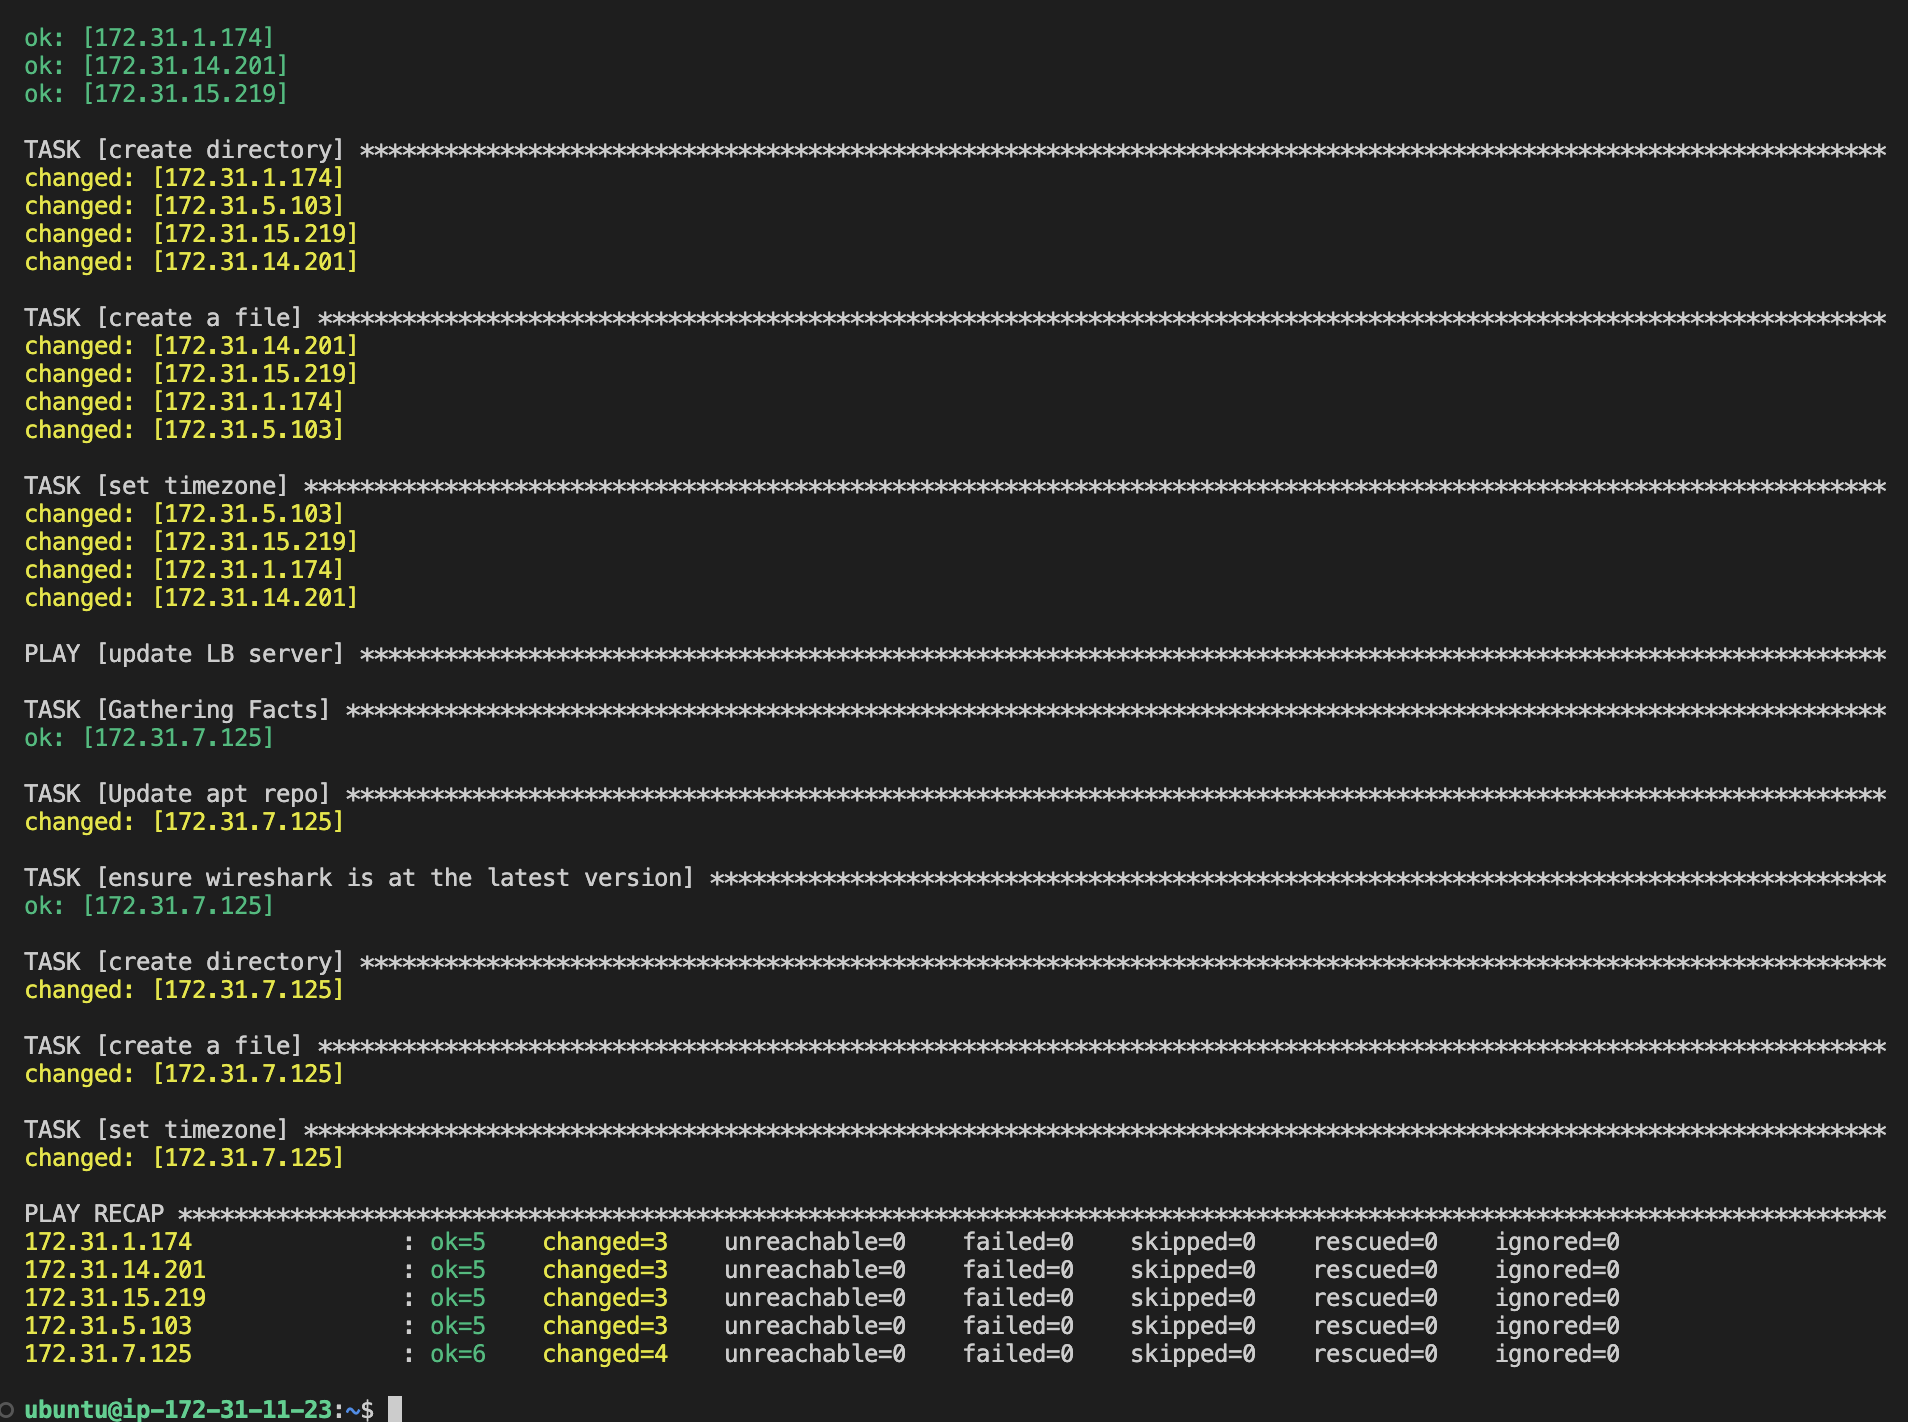 ok: [172.31.1.174]
ok: [172.31.14.201]
ok: [172.31.15.219]
TASK [create directory] *************************************************************************************************************
changed: [172.31.1.174]
changed: [172.31.5.103]
changed: [172.31.15.219]
changed: [172.31.14.201]
TASK [create a file] ****************************************************************************************************************
changed: [172.31.14.201]
changed: [172.31.15.219]
changed: [172.31.1.174]
changed: [172.31.5.103]
TASK [set timezone] *****************************************************************************************************************
changed: [172.31.5.103]
changed: [172.31.15.219]
changed: [172.31.1.174]
changed: [172.31.14.201]
PLAY [update LB server] *************************************************************************************************************
TASK [Gathering Facts] **************************************************************************************************************
ok: [172.31.7.125]
TASK [Update apt repo] **************************************************************************************************************
changed: [172.31.7.125]
TASK [ensure wireshark is at the latest version] ************************************************************************************
ok: [172.31.7.125]
TASK [create directory] *************************************************************************************************************
changed: [172.31.7.125]
TASK [create a file] ****************************************************************************************************************
changed: [172.31.7.125]
TASK [set timezone] *****************************************************************************************************************
changed: [172.31.7.125]
PLAY RECAP **************************************************************************************************************************
172.31.1.174               : ok=5    changed=3    unreachable=0    failed=0    skipped=0    rescued=0    ignored=0
172.31.14.201              : ok=5    changed=3    unreachable=0    failed=0    skipped=0    rescued=0    ignored=0
172.31.15.219              : ok=5    changed=3    unreachable=0    failed=0    skipped=0    rescued=0    ignored=0
172.31.5.103               : ok=5    changed=3    unreachable=0    failed=0    skipped=0    rescued=0    ignored=0
172.31.7.125               : ok=6    changed=4    unreachable=0    failed=0    skipped=0    rescued=0    ignored=0
ubuntu@ip-172-31-11-23:~$